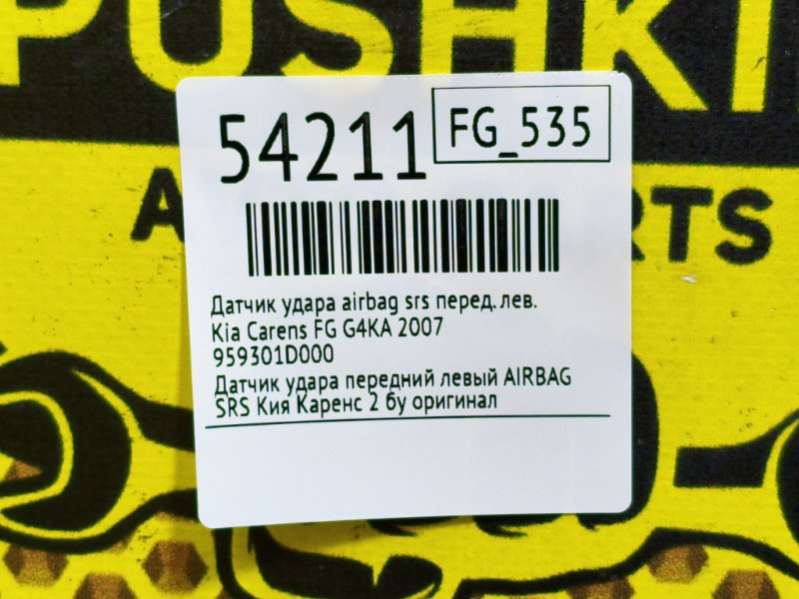 PUSHKI
54211
FG_535
Датчик удара airbag srs перед. лев.
Kia Carens FG G4KA 2007
959301D000
Датчик удара передний левый AIRBAG
SRS Кия Каренс 2 бу оригинал